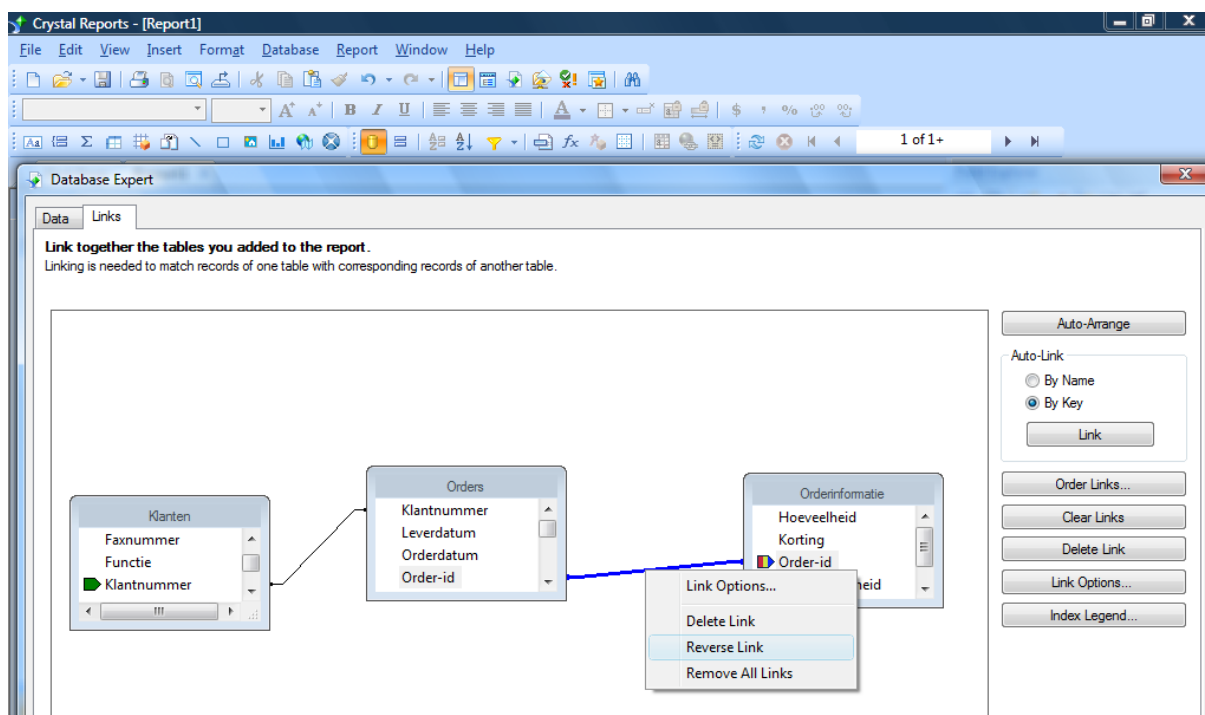 Crystal Reports - [Report1]
File Edit View Insert Format Database Report Window Help
A A B I U A $ , %
Aa Σ fx 1 of 1+
Database Expert
Data Links
Link together the tables you added to the report.
Linking is needed to match records of one table with corresponding records of another table.
Auto-Arrange
Auto-Link
By Name
By Key
Link
Order Links...
Clear Links
Delete Link
Link Options...
Index Legend...
Klanten
Faxnummer
Functie
Klantnummer
Orders
Klantnummer
Leverdatum
Orderdatum
Order-id
Orderinformatie
Hoeveelheid
Korting
Order-id
heid
Link Options...
Delete Link
Reverse Link
Remove All Links